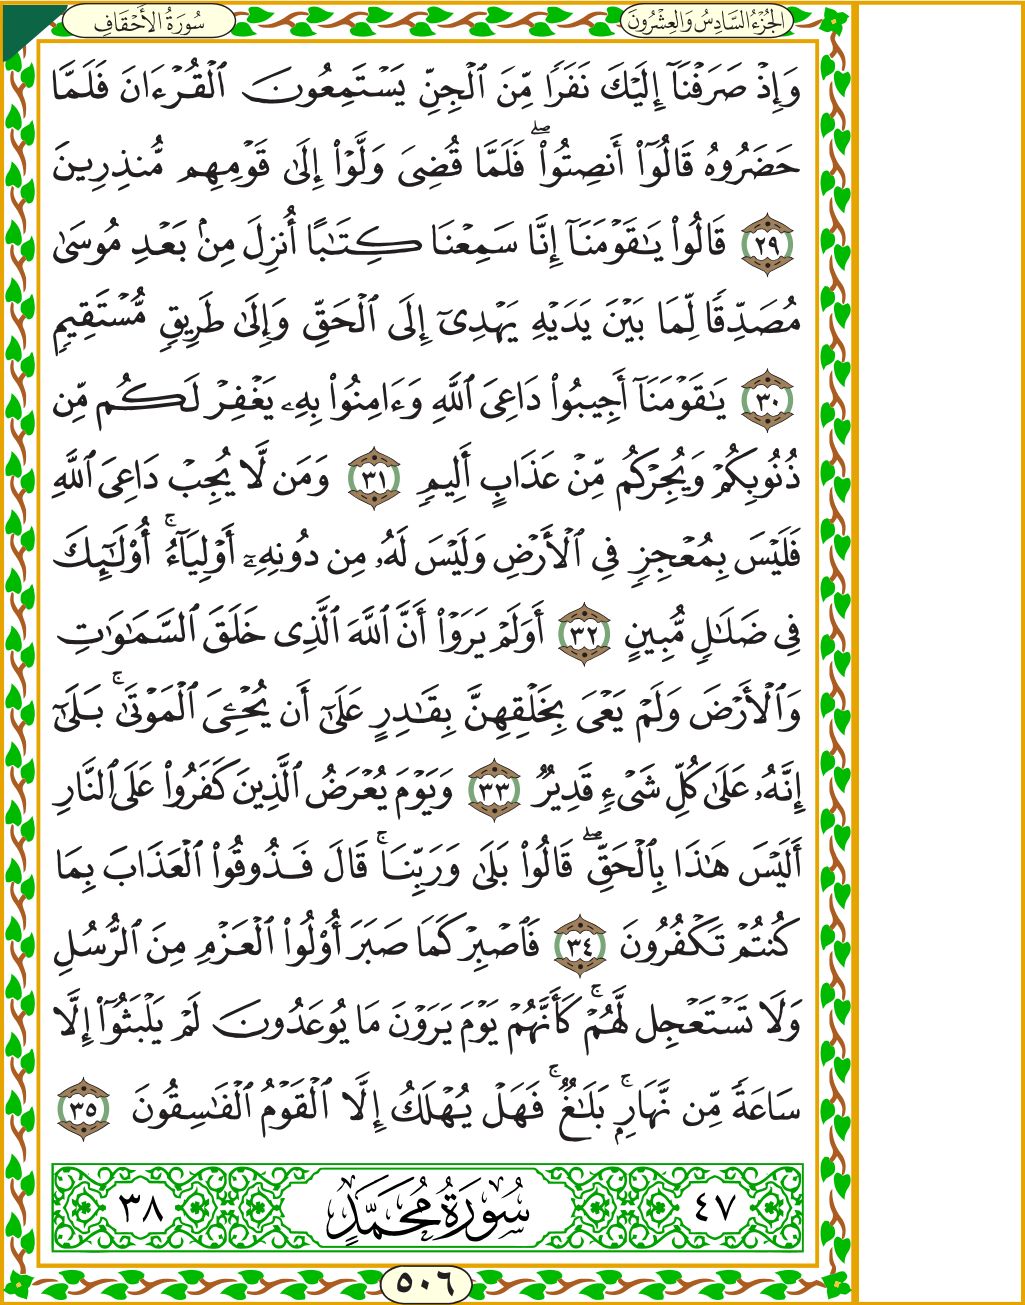 الجُزْءُ السَّادِسُ وَالعِشْرُونَ
سُورَةُ الأَحْقَافِ
وَإِذْ صَرَفْنَآ إِلَيْكَ نَفَرًا مِّنَ ٱلْجِنِّ يَسْتَمِعُونَ ٱلْقُرْءَانَ فَلَمَّا
حَضَرُوهُ قَالُوٓا۟ أَنصِتُوا۟ ۖ فَلَمَّا قُضِىَ وَلَّوْا۟ إِلَىٰ قَوْمِهِم مُّنذِرِينَ
٢٩ قَالُوا۟ يَـٰقَوْمَنَآ إِنَّا سَمِعْنَا كِتَـٰبًا أُنزِلَ مِنۢ بَعْدِ مُوسَىٰ
مُصَدِّقًا لِّمَا بَيْنَ يَدَيْهِ يَهْدِىٓ إِلَى ٱلْحَقِّ وَإِلَىٰ طَرِيقٍ مُّسْتَقِيمٍ
٣٠ يَـٰقَوْمَنَآ أَجِيبُوا۟ دَاعِىَ ٱللَّهِ وَءَامِنُوا۟ بِهِۦ يَغْفِرْ لَكُم مِّن
ذُنُوبِكُمْ وَيُجِرْكُم مِّنْ عَذَابٍ أَلِيمٍ ٣١ وَمَن لَّا يُجِبْ دَاعِىَ ٱللَّهِ
فَلَيْسَ بِمُعْجِزٍ فِى ٱلْأَرْضِ وَلَيْسَ لَهُۥ مِن دُونِهِۦٓ أَوْلِيَآءُ ۚ أُو۟لَـٰٓئِكَ
فِى ضَلَـٰلٍ مُّبِينٍ ٣٢ أَوَلَمْ يَرَوْا۟ أَنَّ ٱللَّهَ ٱلَّذِى خَلَقَ ٱلسَّمَـٰوَٰتِ
وَٱلْأَرْضَ وَلَمْ يَعْىَ بِخَلْقِهِنَّ بِقَـٰدِرٍ عَلَىٰٓ أَن يُحْـِۧىَ ٱلْمَوْتَىٰ ۚ بَلَىٰٓ
إِنَّهُۥ عَلَىٰ كُلِّ شَىْءٍ قَدِيرٌ ٣٣ وَيَوْمَ يُعْرَضُ ٱلَّذِينَ كَفَرُوا۟ عَلَى ٱلنَّارِ
أَلَيْسَ هَـٰذَا بِٱلْحَقِّ ۖ قَالُوا۟ بَلَىٰ وَرَبِّنَا ۚ قَالَ فَذُوقُوا۟ ٱلْعَذَابَ بِمَا
كُنتُمْ تَكْفُرُونَ ٣٤ فَٱصْبِرْ كَمَا صَبَرَ أُو۟لُوا۟ ٱلْعَزْمِ مِنَ ٱلرُّسُلِ
وَلَا تَسْتَعْجِل لَّهُمْ ۚ كَأَنَّهُمْ يَوْمَ يَرَوْنَ مَا يُوعَدُونَ لَمْ يَلْبَثُوٓا۟ إِلَّا
سَاعَةً مِّن نَّهَارٍۭ ۚ بَلَـٰغٌ ۚ فَهَلْ يُهْلَكُ إِلَّا ٱلْقَوْمُ ٱلْفَـٰسِقُونَ ٣٥
٤٧ سُورَةُ مُحَمَّدٍ ٣٨
٥٠٦